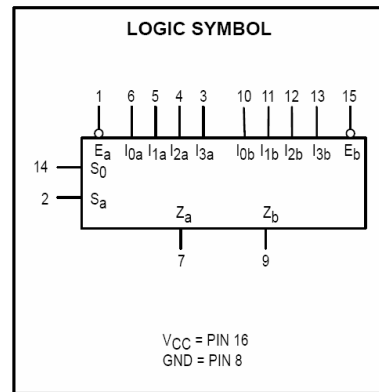 LOGIC SYMBOL
1 6 5 4 3 10 11 12 13 15
Ea I0a I1a I2a I3a I0b I1b I2b I3b Eb
14 S0
2 Sa
Za Zb
7 9
VCC = PIN 16
GND = PIN 8